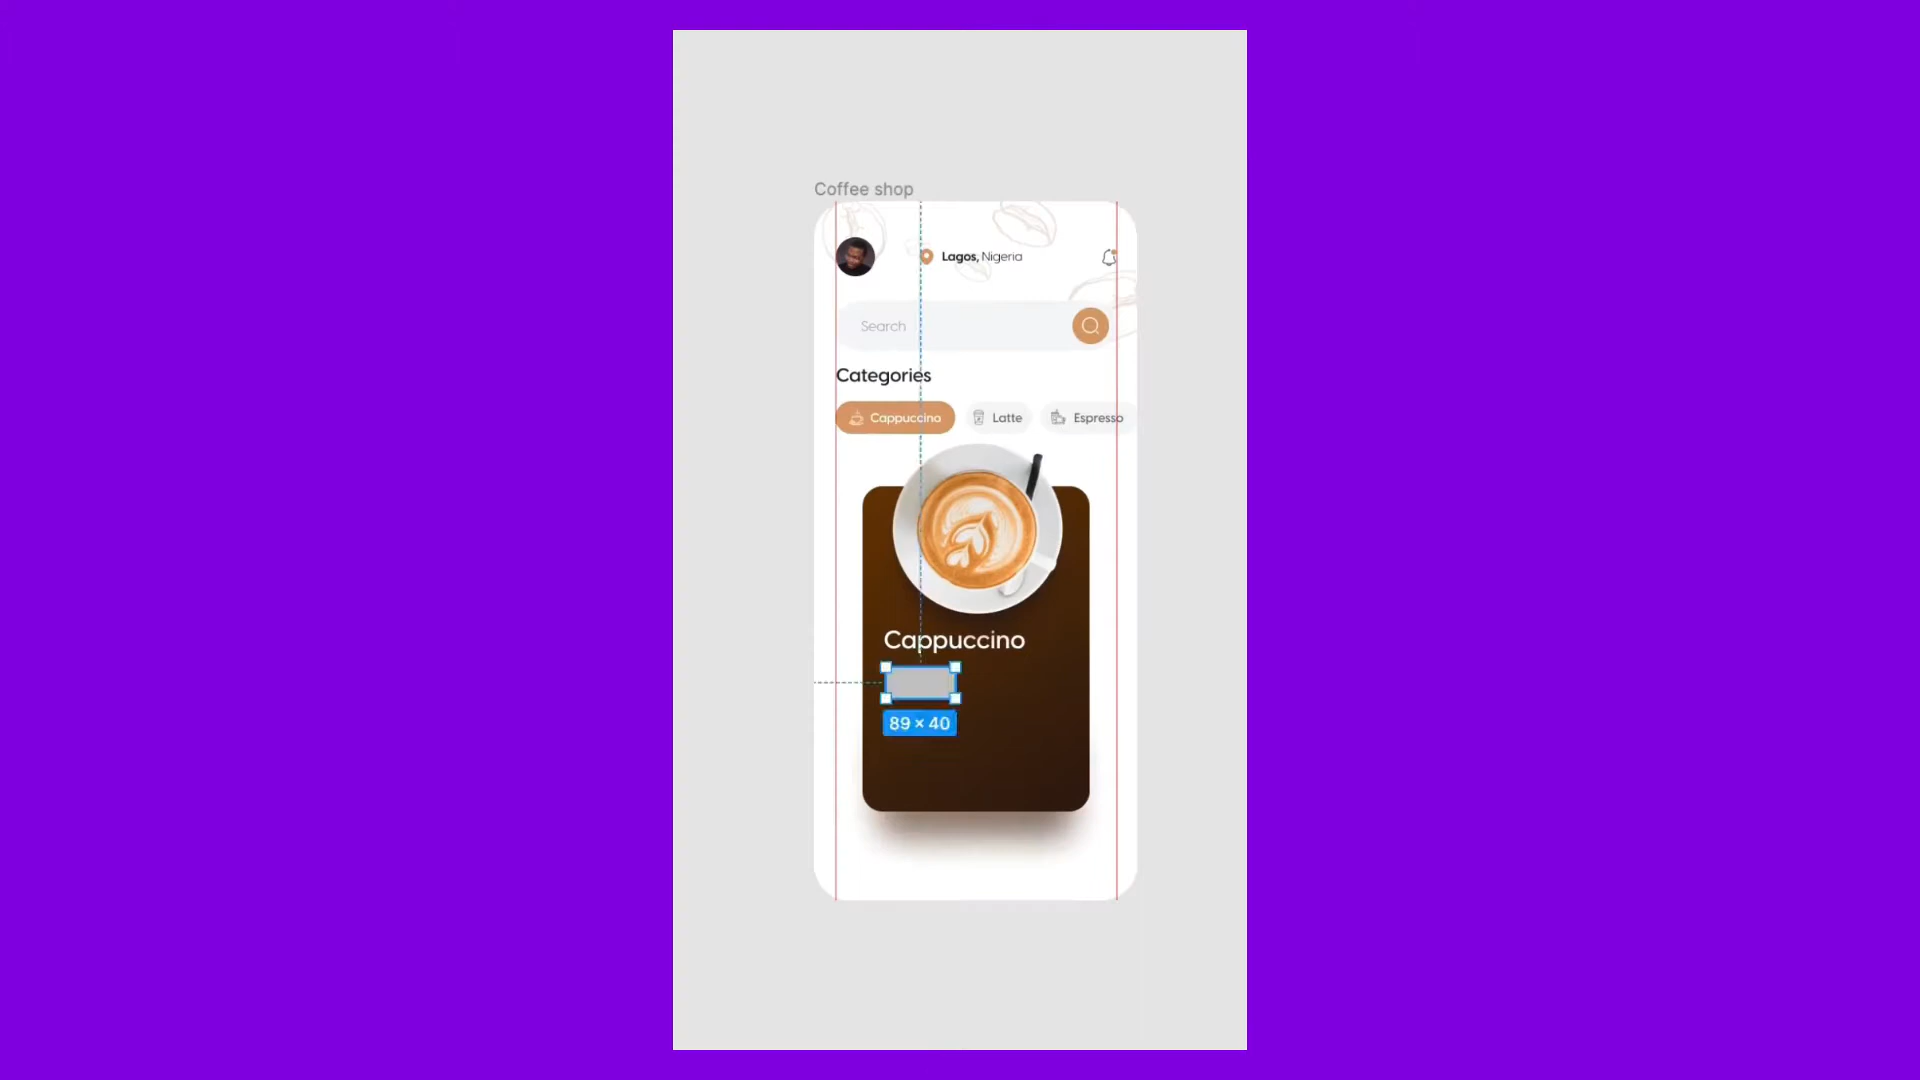 Coffee shop
Lagos, Nigeria
Search
Categories
Cappuccino
Latte
Espresso
Cappuccino
89 × 40